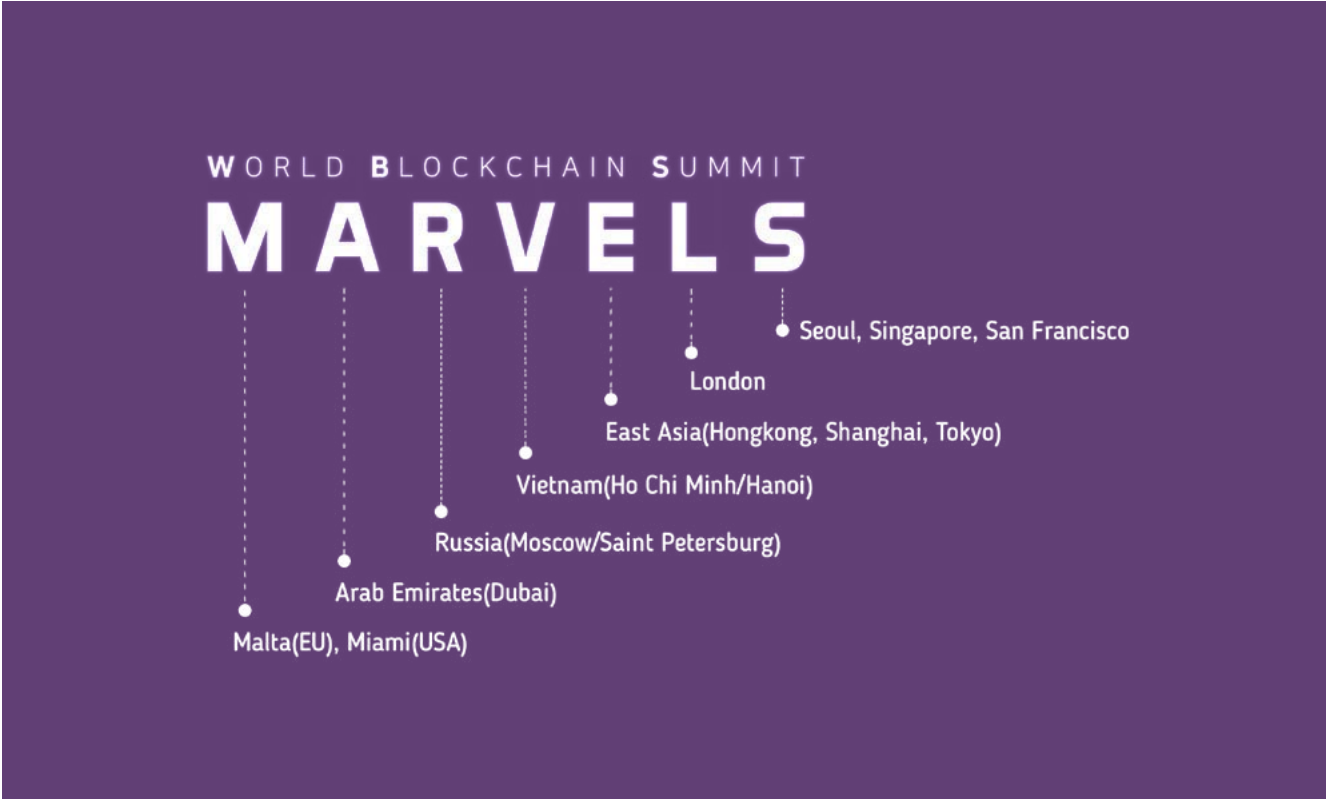 WORLD BLOCKCHAIN SUMMIT
MARVELS
Seoul, Singapore, San Francisco
London
East Asia(Hongkong, Shanghai, Tokyo)
Vietnam(Ho Chi Minh/Hanoi)
Russia(Moscow/Saint Petersburg)
Arab Emirates(Dubai)
Malta(EU), Miami(USA)